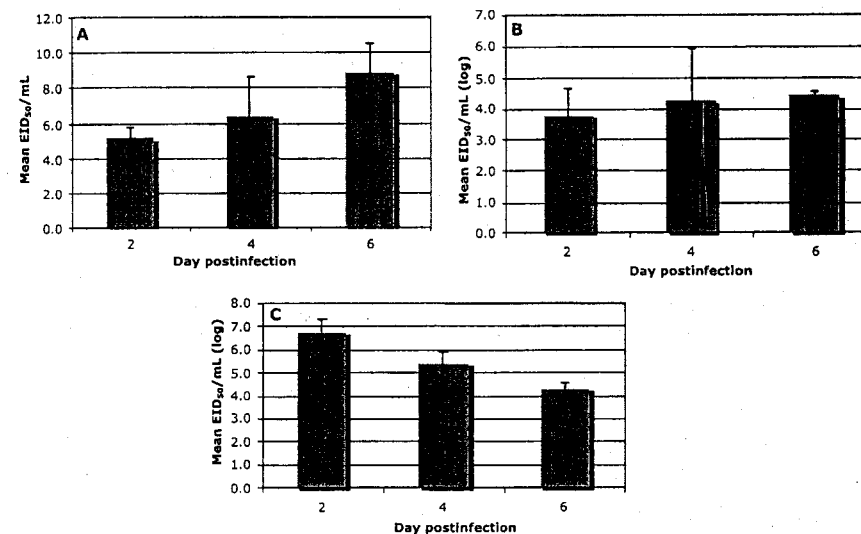 A
12.0
10.0
8.0
6.0
4.0
2.0
0.0
Mean EID₅₀/mL
2 4 6
Day postinfection
B
7.0
6.0
5.0
4.0
3.0
2.0
1.0
0.0
Mean EID₅₀/mL (log)
2 4 6
Day postinfection
C
8.0
7.0
6.0
5.0
4.0
3.0
2.0
1.0
0.0
Mean EID₅₀/mL (log)
2 4 6
Day postinfection